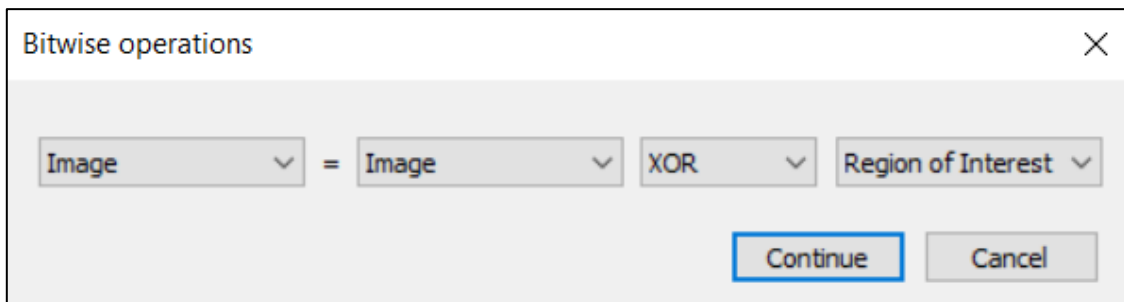 Bitwise operations
Image = Image XOR Region of Interest
Continue Cancel